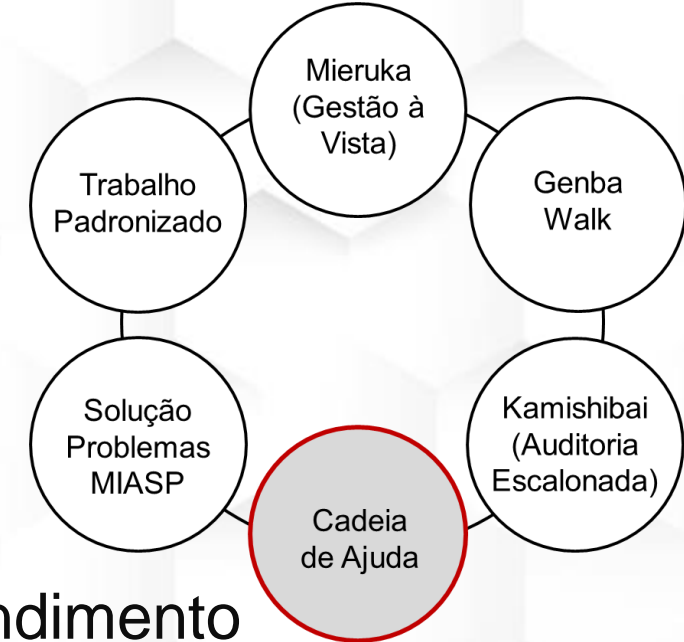 Mieruka
(Gestão à
Vista)
Genba
Walk
Kamishibai
(Auditoria
Escalonada)
Cadeia
de Ajuda
Solução
Problemas
MIASP
Trabalho
Padronizado
ndimento